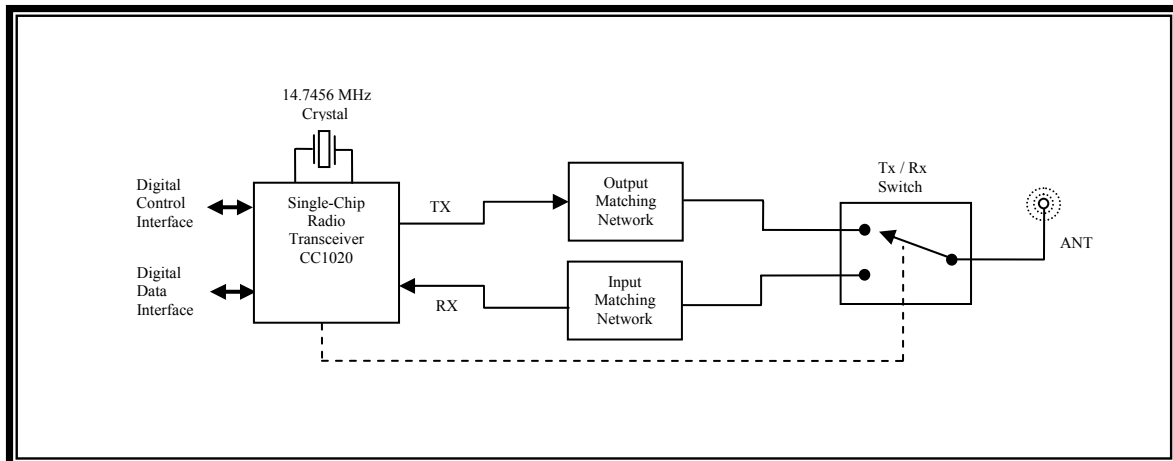 14.7456 MHz
Crystal
Digital
Control
Interface
Single-Chip
Radio
Transceiver
CC1020
Digital
Data
Interface
TX
RX
Output
Matching
Network
Input
Matching
Network
Tx / Rx
Switch
ANT